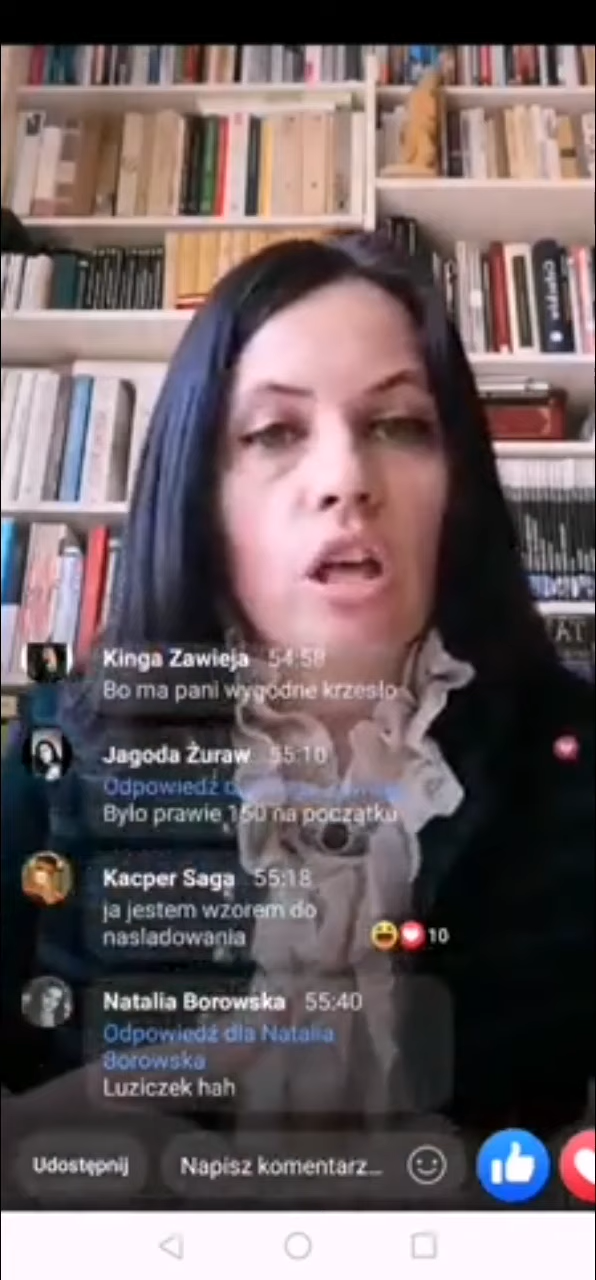 Kinga Zawieja 54:58
Bo ma pani wygodne krzesło
Jagoda Żuraw 55:10
Odpowiedź
Było prawie 150 na początku
Kacper Saga 55:18
ja jestem wzorem do
nasladowania
10
Natalia Borowska 55:40
Odpowiedź dla Natalia
Borowska
Luziczek hah
Udostępnij
Napisz komentarz...